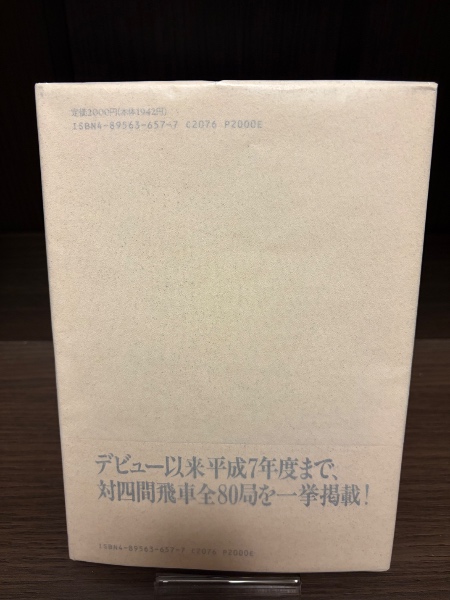 定価2000円(本体1942円)
ISBN4-89563-657-7 C2076 P2000E
デビュー以来平成7年度まで、
対四間飛車全80局を一挙掲載!
ISBN4-89563-657-7 C2076 P2000E